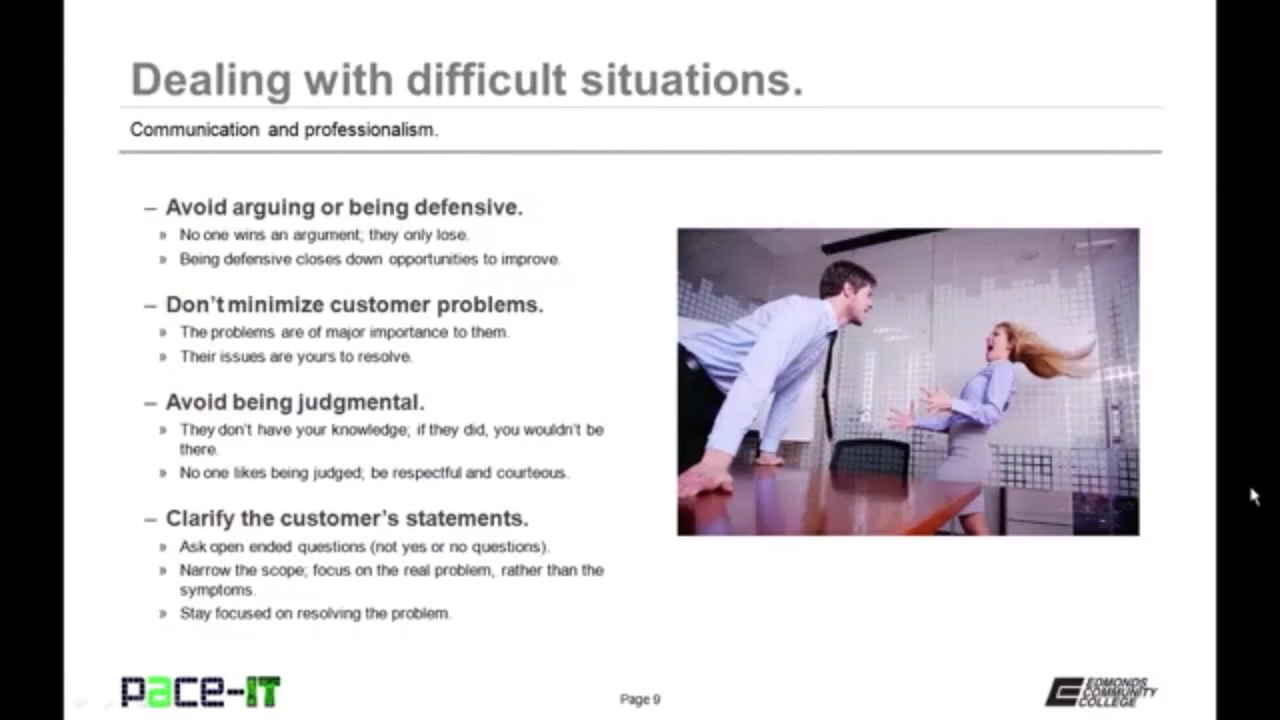 Dealing with difficult situations.
Communication and professionalism.
– Avoid arguing or being defensive.
» No one wins an argument; they only lose.
» Being defensive closes down opportunities to improve.
– Don’t minimize customer problems.
» The problems are of major importance to them.
» Their issues are yours to resolve.
– Avoid being judgmental.
» They don’t have your knowledge; if they did, you wouldn’t be
there.
» No one likes being judged; be respectful and courteous.
– Clarify the customer’s statements.
» Ask open ended questions (not yes or no questions).
» Narrow the scope; focus on the real problem, rather than the
symptoms.
» Stay focused on resolving the problem.
pace-IT
Page 9
EDMONDS
COMMUNITY
COLLEGE